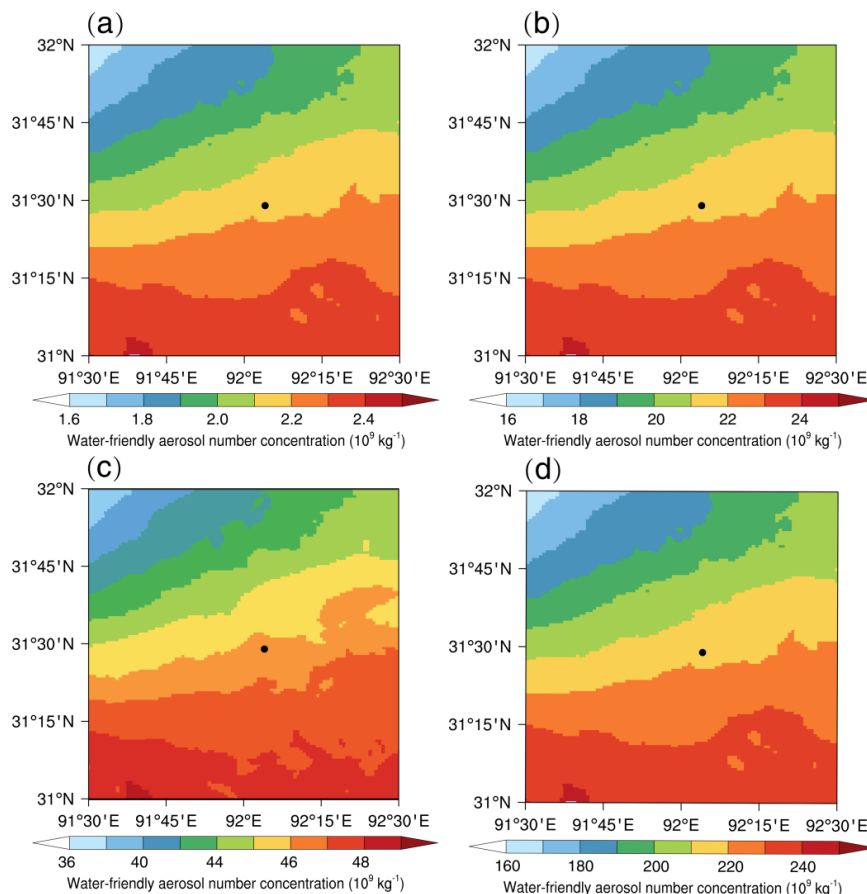 (a)
32°N
31°45'N
31°30'N
31°15'N
31°N
91°30'E 91°45'E 92°E 92°15'E 92°30'E
1.6 1.8 2.0 2.2 2.4
Water-friendly aerosol number concentration (10⁹ kg⁻¹)
(b)
32°N
31°45'N
31°30'N
31°15'N
31°N
91°30'E 91°45'E 92°E 92°15'E 92°30'E
16 18 20 22 24
Water-friendly aerosol number concentration (10⁹ kg⁻¹)
(c)
32°N
31°45'N
31°30'N
31°15'N
31°N
91°30'E 91°45'E 92°E 92°15'E 92°30'E
36 40 44 46 48
Water-friendly aerosol number concentration (10⁹ kg⁻¹)
(d)
32°N
31°45'N
31°30'N
31°15'N
31°N
91°30'E 91°45'E 92°E 92°15'E 92°30'E
160 180 200 220 240
Water-friendly aerosol number concentration (10⁹ kg⁻¹)